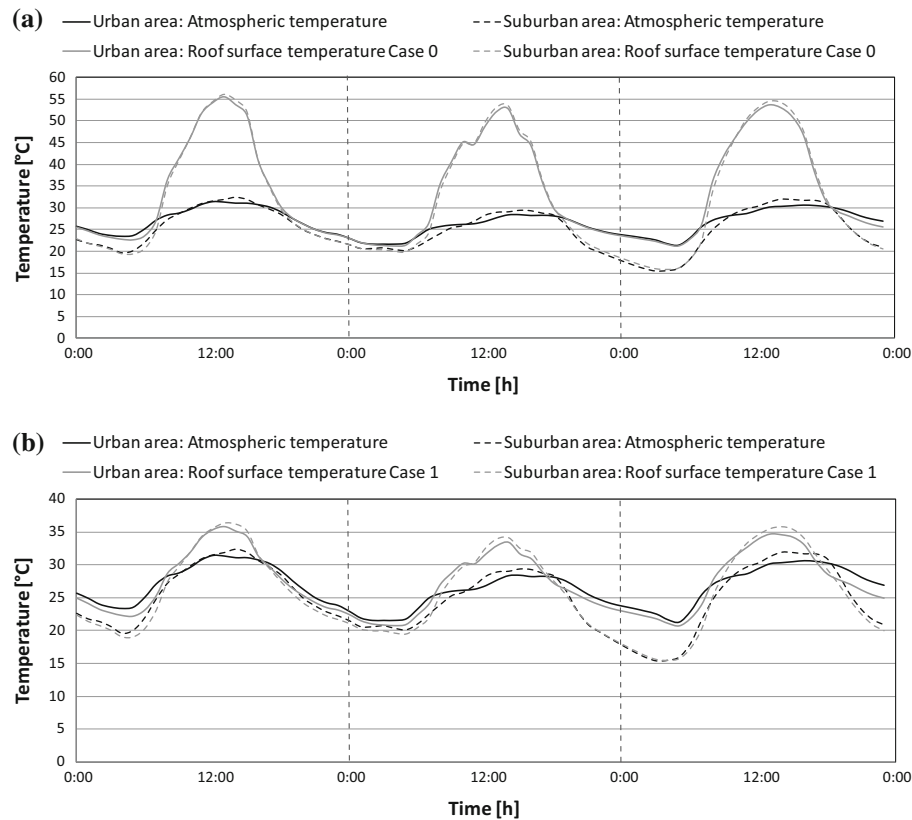 (a)
Urban area: Atmospheric temperature
Suburban area: Atmospheric temperature
Urban area: Roof surface temperature Case 0
Suburban area: Roof surface temperature Case 0
Temperature [°C]
60
55
50
45
40
35
30
25
20
15
10
5
0
0:00 12:00 0:00 12:00 0:00 12:00 0:00
Time [h]
(b)
Urban area: Atmospheric temperature
Suburban area: Atmospheric temperature
Urban area: Roof surface temperature Case 1
Suburban area: Roof surface temperature Case 1
Temperature [°C]
40
35
30
25
20
15
10
5
0
0:00 12:00 0:00 12:00 0:00 12:00 0:00
Time [h]